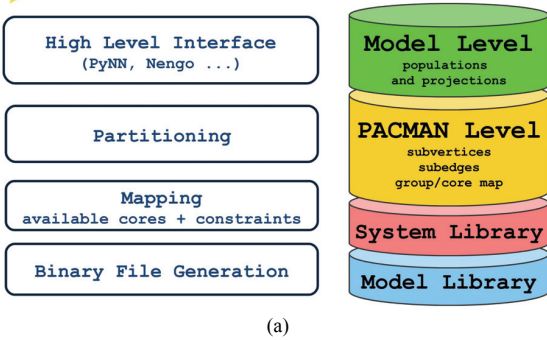 High Level Interface
(PyNN, Nengo ...)
Partitioning
Mapping
available cores + constraints
Binary File Generation
Model Level
populations
and projections
PACMAN Level
subvertices
subedges
group/core map
System Library
Model Library
(a)